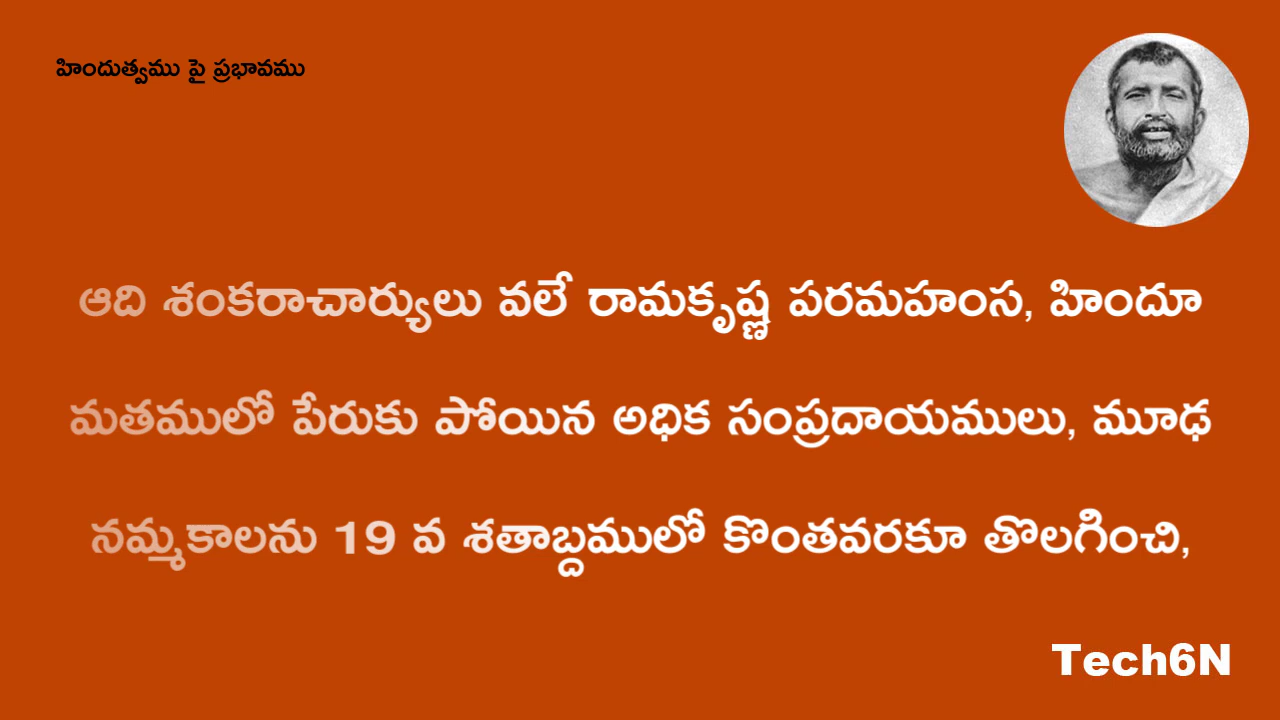 హిందుత్వము పై ప్రభావము
ఆది శంకరాచార్యులు వలే రామకృష్ణ పరమహంస, హిందూ
మతములో పేరుకు పోయిన అధిక సంప్రదాయములు, మూఢ
నమ్మకాలను 19 వ శతాబ్దములో కొంతవరకూ తొలగించి,
Tech6N